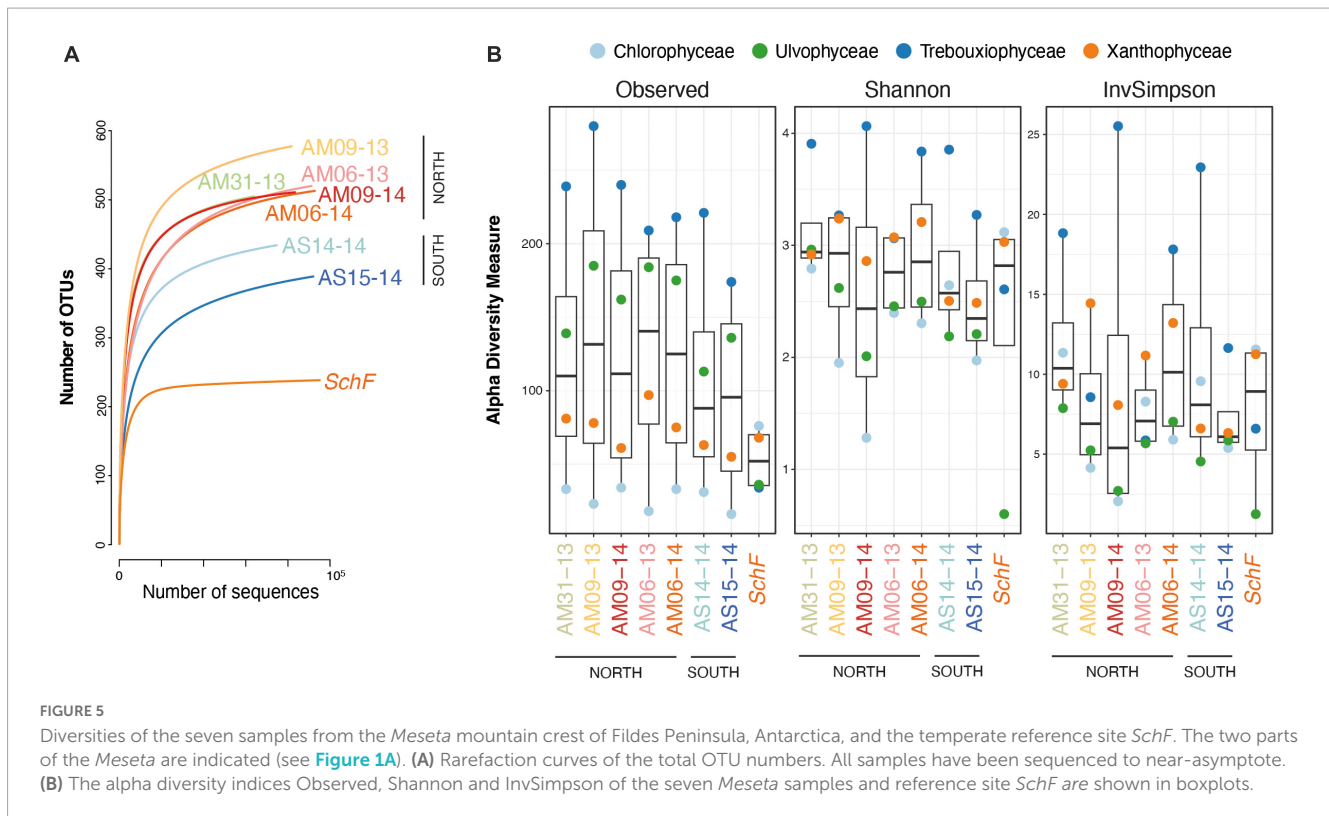 A
Number of OTUs
600
500
400
300
200
100
0
AM09-13
AM06-13
AM31-13
AM09-14
AM06-14
AS14-14
AS15-14
SchF
NORTH
SOUTH
0
10⁵
Number of sequences
B
Chlorophyceae Ulvophyceae Trebouxiophyceae Xanthophyceae
Observed Shannon InvSimpson
Alpha Diversity Measure
200
100
4
3
2
1
25
20
15
10
5
AM31–13 AM09–13 AM09–14 AM06–13 AM06–14 AS14–14 AS15–14 SchF
AM31–13 AM09–13 AM09–14 AM06–13 AM06–14 AS14–14 AS15–14 SchF
AM31–13 AM09–13 AM09–14 AM06–13 AM06–14 AS14–14 AS15–14 SchF
NORTH SOUTH NORTH SOUTH NORTH SOUTH
FIGURE 5
Diversities of the seven samples from the Meseta mountain crest of Fildes Peninsula, Antarctica, and the temperate reference site SchF. The two parts
of the Meseta are indicated (see Figure 1A). (A) Rarefaction curves of the total OTU numbers. All samples have been sequenced to near-asymptote.
(B) The alpha diversity indices Observed, Shannon and InvSimpson of the seven Meseta samples and reference site SchF are shown in boxplots.